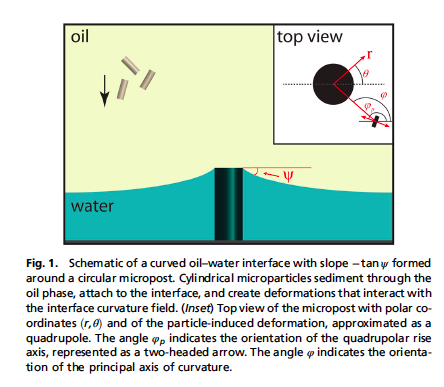 oil
top view
r
θ
φ
φp
ψ
water
Fig. 1. Schematic of a curved oil–water interface with slope −tan ψ formed
around a circular micropost. Cylindrical microparticles sediment through the
oil phase, attach to the interface, and create deformations that interact with
the interface curvature field. (Inset) Top view of the micropost with polar co-
ordinates (r, θ) and of the particle-induced deformation, approximated as a
quadrupole. The angle φp indicates the orientation of the quadrupolar rise
axis, represented as a two-headed arrow. The angle φ indicates the orienta-
tion of the principal axis of curvature.